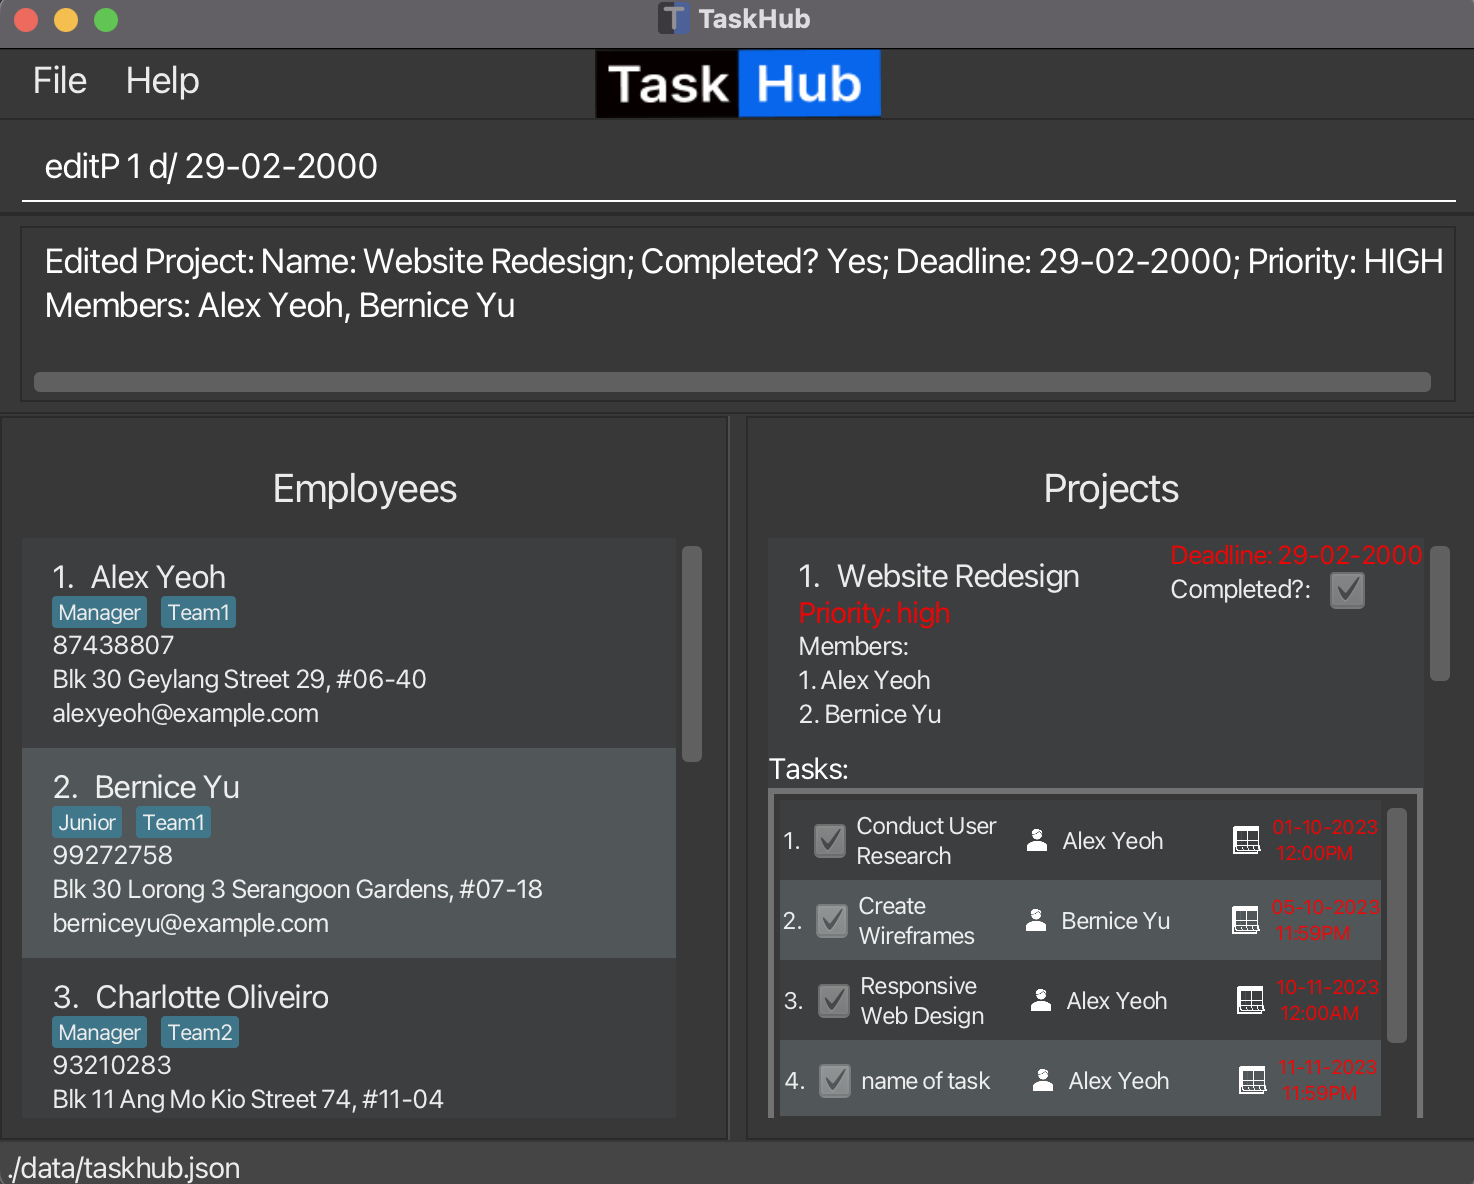 TaskHub
File Help
Task Hub
editP 1 d/ 29-02-2000
Edited Project: Name: Website Redesign; Completed? Yes; Deadline: 29-02-2000; Priority: HIGH
Members: Alex Yeoh, Bernice Yu
Employees
1. Alex Yeoh
Manager Team1
87438807
Blk 30 Geylang Street 29, #06-40
alexyeoh@example.com
2. Bernice Yu
Junior Team1
99272758
Blk 30 Lorong 3 Serangoon Gardens, #07-18
berniceyu@example.com
3. Charlotte Oliveiro
Manager Team2
93210283
Blk 11 Ang Mo Kio Street 74, #11-04
Projects
Deadline: 29-02-2000
1. Website Redesign
Completed?:
Priority: high
Members:
1. Alex Yeoh
2. Bernice Yu
Tasks:
1. Conduct User Research Alex Yeoh 01-10-2023 12:00PM
2. Create Wireframes Bernice Yu 05-10-2023 11:59PM
3. Responsive Web Design Alex Yeoh 10-11-2023 12:00AM
4. name of task Alex Yeoh 11-11-2023 11:59PM
./data/taskhub.json